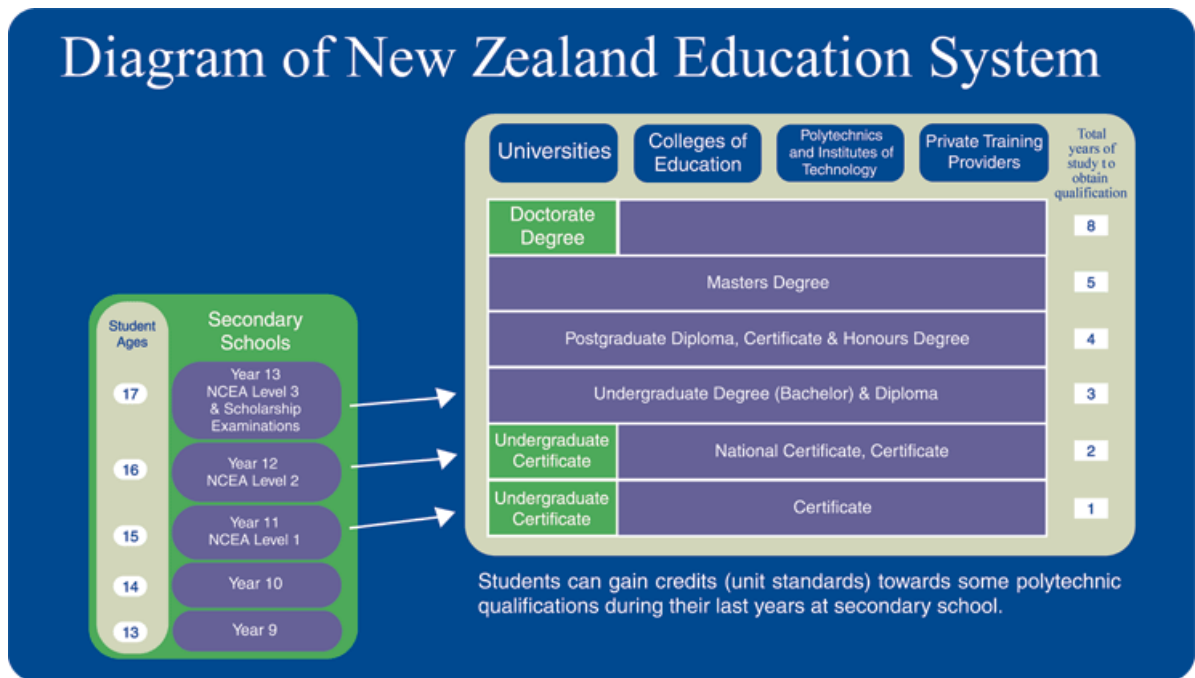 Diagram of New Zealand Education System
Universities
Colleges of
Education
Polytechnics
and Institutes of
Technology
Private Training
Providers
Total
years of
study to
obtain
qualification
Doctorate
Degree
8
Masters Degree
5
Postgraduate Diploma, Certificate & Honours Degree
4
Undergraduate Degree (Bachelor) & Diploma
3
Undergraduate
Certificate
National Certificate, Certificate
2
Undergraduate
Certificate
Certificate
1
Student
Ages
Secondary
Schools
17
Year 13
NCEA Level 3
& Scholarship
Examinations
16
Year 12
NCEA Level 2
15
Year 11
NCEA Level 1
14
Year 10
13
Year 9
Students can gain credits (unit standards) towards some polytechnic
qualifications during their last years at secondary school.